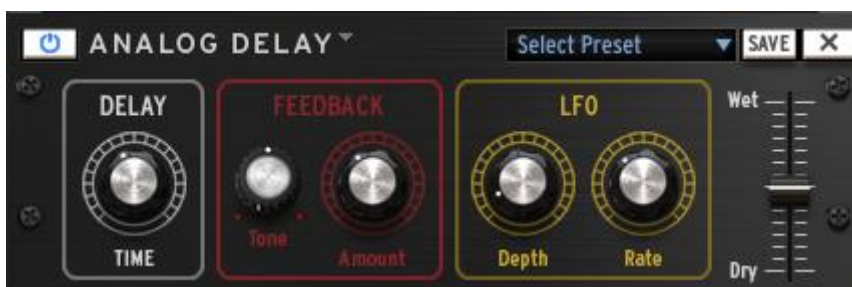 ANALOG DELAY
Select Preset
SAVE
DELAY
TIME
FEEDBACK
Tone
Amount
LFO
Depth
Rate
Wet
Dry